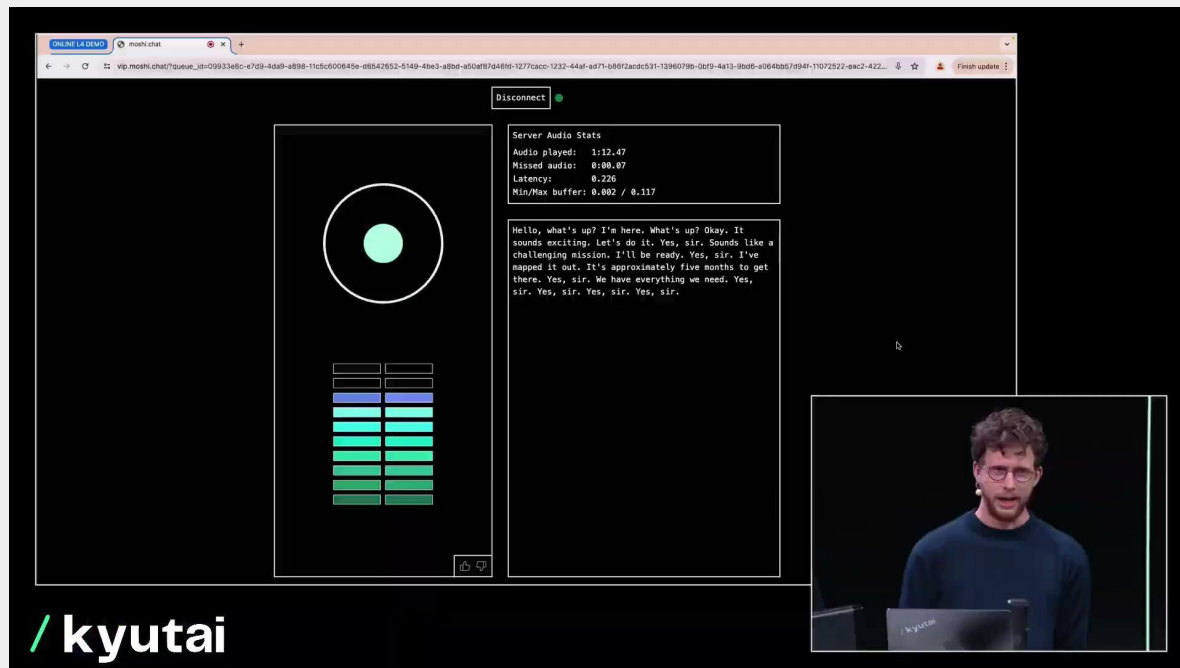 ONLINE L4 DEMO
moshi.chat
Finish update
Disconnect
Server Audio Stats
Audio played: 1:12.47
Missed audio: 0:00.07
Latency: 0.226
Min/Max buffer: 0.002 / 0.117
Hello, what's up? I'm here. What's up? Okay. It
sounds exciting. Let's do it. Yes, sir. Sounds like a
challenging mission. I'll be ready. Yes, sir. I've
mapped it out. It's approximately five months to get
there. Yes, sir. We have everything we need. Yes,
sir. Yes, sir. Yes, sir. Yes, sir.
/ kyutai
/ kyutai